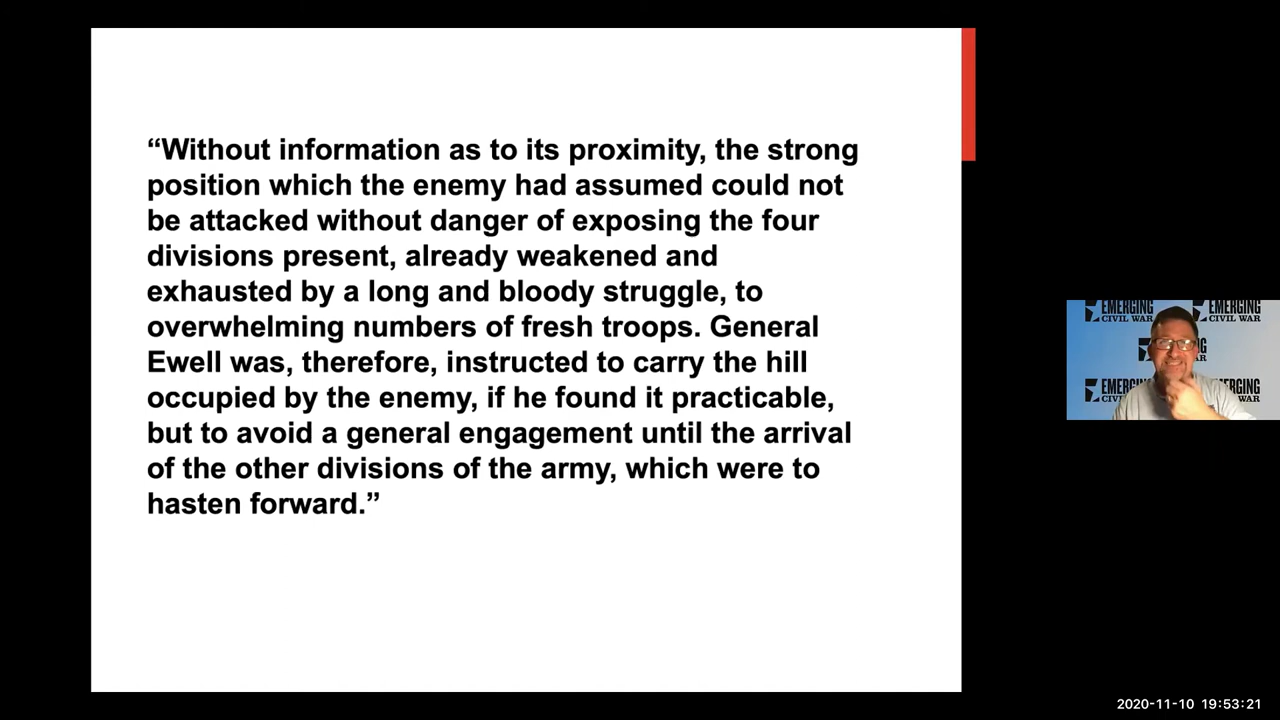 “Without information as to its proximity, the strong
position which the enemy had assumed could not
be attacked without danger of exposing the four
divisions present, already weakened and
exhausted by a long and bloody struggle, to
overwhelming numbers of fresh troops. General
Ewell was, therefore, instructed to carry the hill
occupied by the enemy, if he found it practicable,
but to avoid a general engagement until the arrival
of the other divisions of the army, which were to
hasten forward.”
EMERGING
CIVIL WAR
EMERGING
CIVIL WAR
EMERGING
WAR
2020-11-10 19:53:21